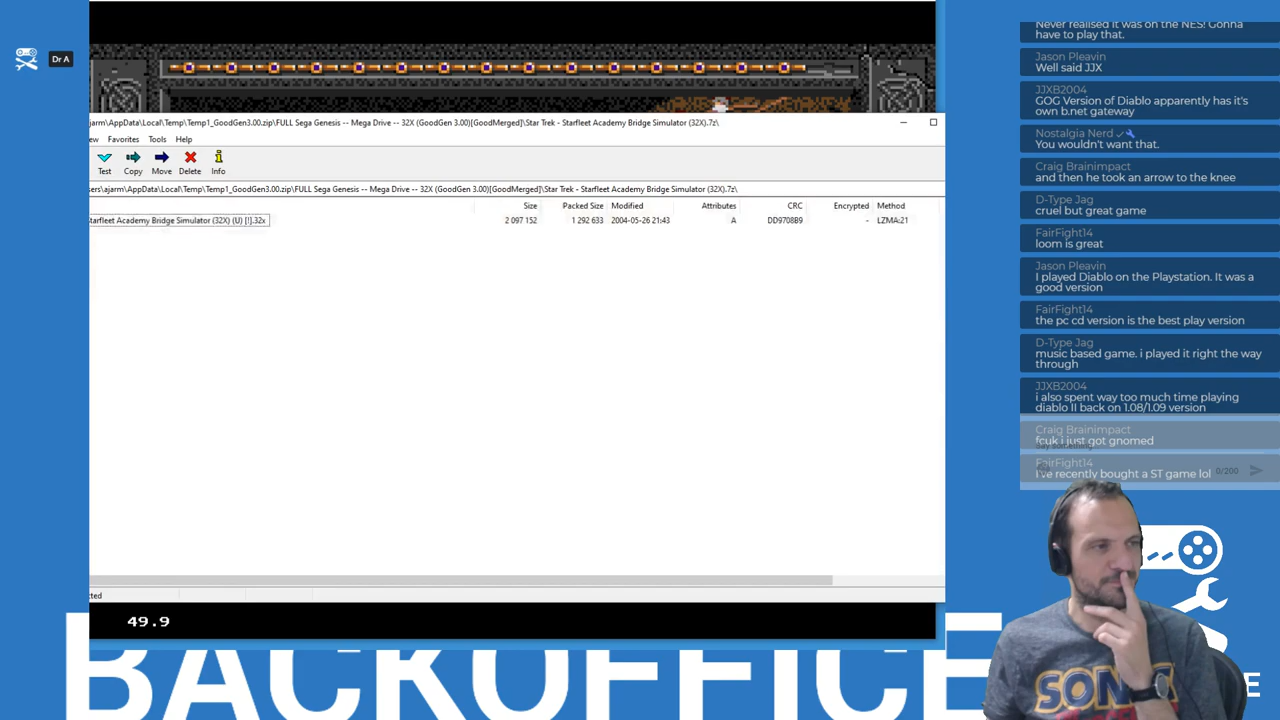 Dr A
ajarm\AppData\Local\Temp\Temp1_GoodGen3.00.zip\FULL Sega Genesis -- Mega Drive -- 32X (GoodGen 3.00)[GoodMerged]\Star Trek - Starfleet Academy Bridge Simulator (32X).7z\
ew Favorites Tools Help
Test Copy Move Delete Info
sers\ajarm\AppData\Local\Temp\Temp1_GoodGen3.00.zip\FULL Sega Genesis -- Mega Drive -- 32X (GoodGen 3.00)[GoodMerged]\Star Trek - Starfleet Academy Bridge Simulator (32X).7z\
Size Packed Size Modified Attributes CRC Encrypted Method
Starfleet Academy Bridge Simulator (32X) (U) [!].32x 2 097 152 1 292 633 2004-05-26 21:43 A DD9708B9 - LZMA:21
cted
49.9
BACKOFFICE
Never realised it was on the NES! Gonna
have to play that.
Jason Pleavin
Well said JJX
JJXB2004
GOG Version of Diablo apparently has it's
own b.net gateway
Nostalgia Nerd
You wouldn't want that.
Craig Brainimpact
and then he took an arrow to the knee
D-Type Jag
cruel but great game
FairFight14
loom is great
Jason Pleavin
I played Diablo on the Playstation. It was a
good version
FairFight14
the pc cd version is the best play version
D-Type Jag
music based game. i played it right the way
through
JJXB2004
i also spent way too much time playing
diablo II back on 1.08/1.09 version
Craig Brainimpact
fcuk i just got gnomed
FairFight14
I've recently bought a ST game lol
0/200
SONIC
E